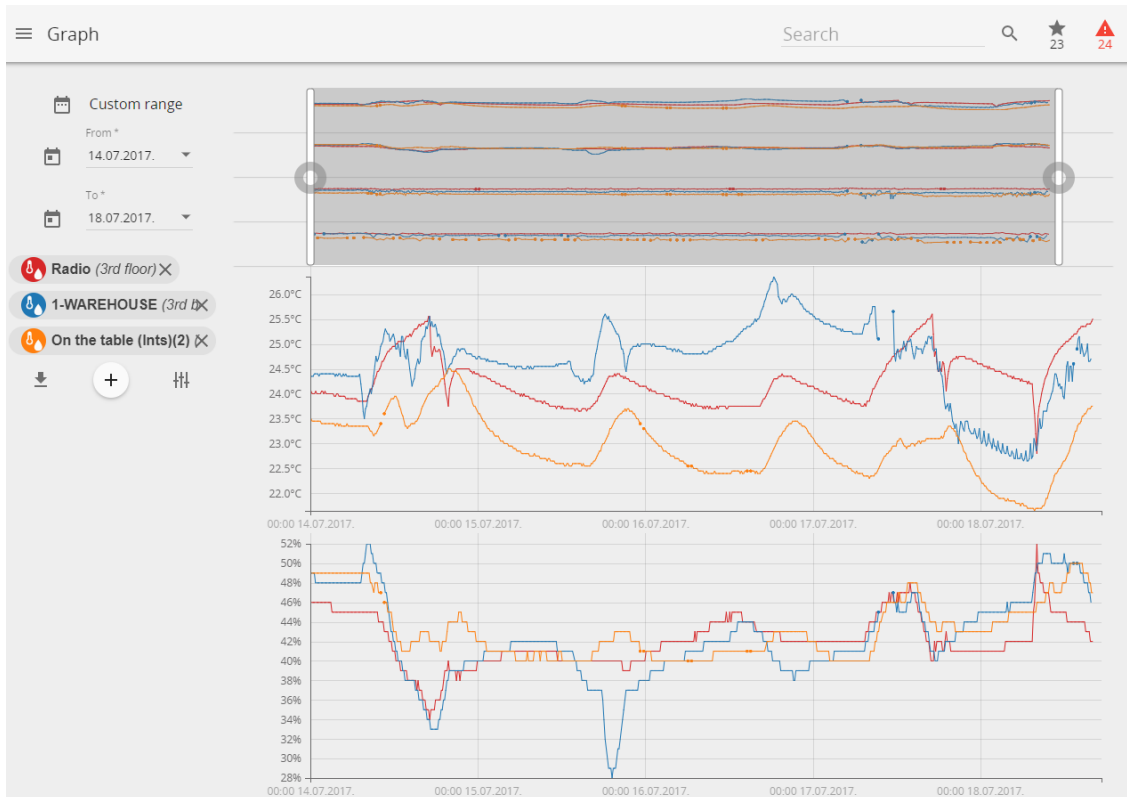 Graph
Search
23
24
Custom range
From *
14.07.2017.
To *
18.07.2017.
Radio (3rd floor)
1-WAREHOUSE (3rd
On the table (Ints)(2)
26.0°C
25.5°C
25.0°C
24.5°C
24.0°C
23.5°C
23.0°C
22.5°C
22.0°C
00:00 14.07.2017.
00:00 15.07.2017.
00:00 16.07.2017.
00:00 17.07.2017.
00:00 18.07.2017.
52%
50%
48%
46%
44%
42%
40%
38%
36%
34%
32%
30%
28%
00:00 14.07.2017.
00:00 15.07.2017.
00:00 16.07.2017.
00:00 17.07.2017.
00:00 18.07.2017.